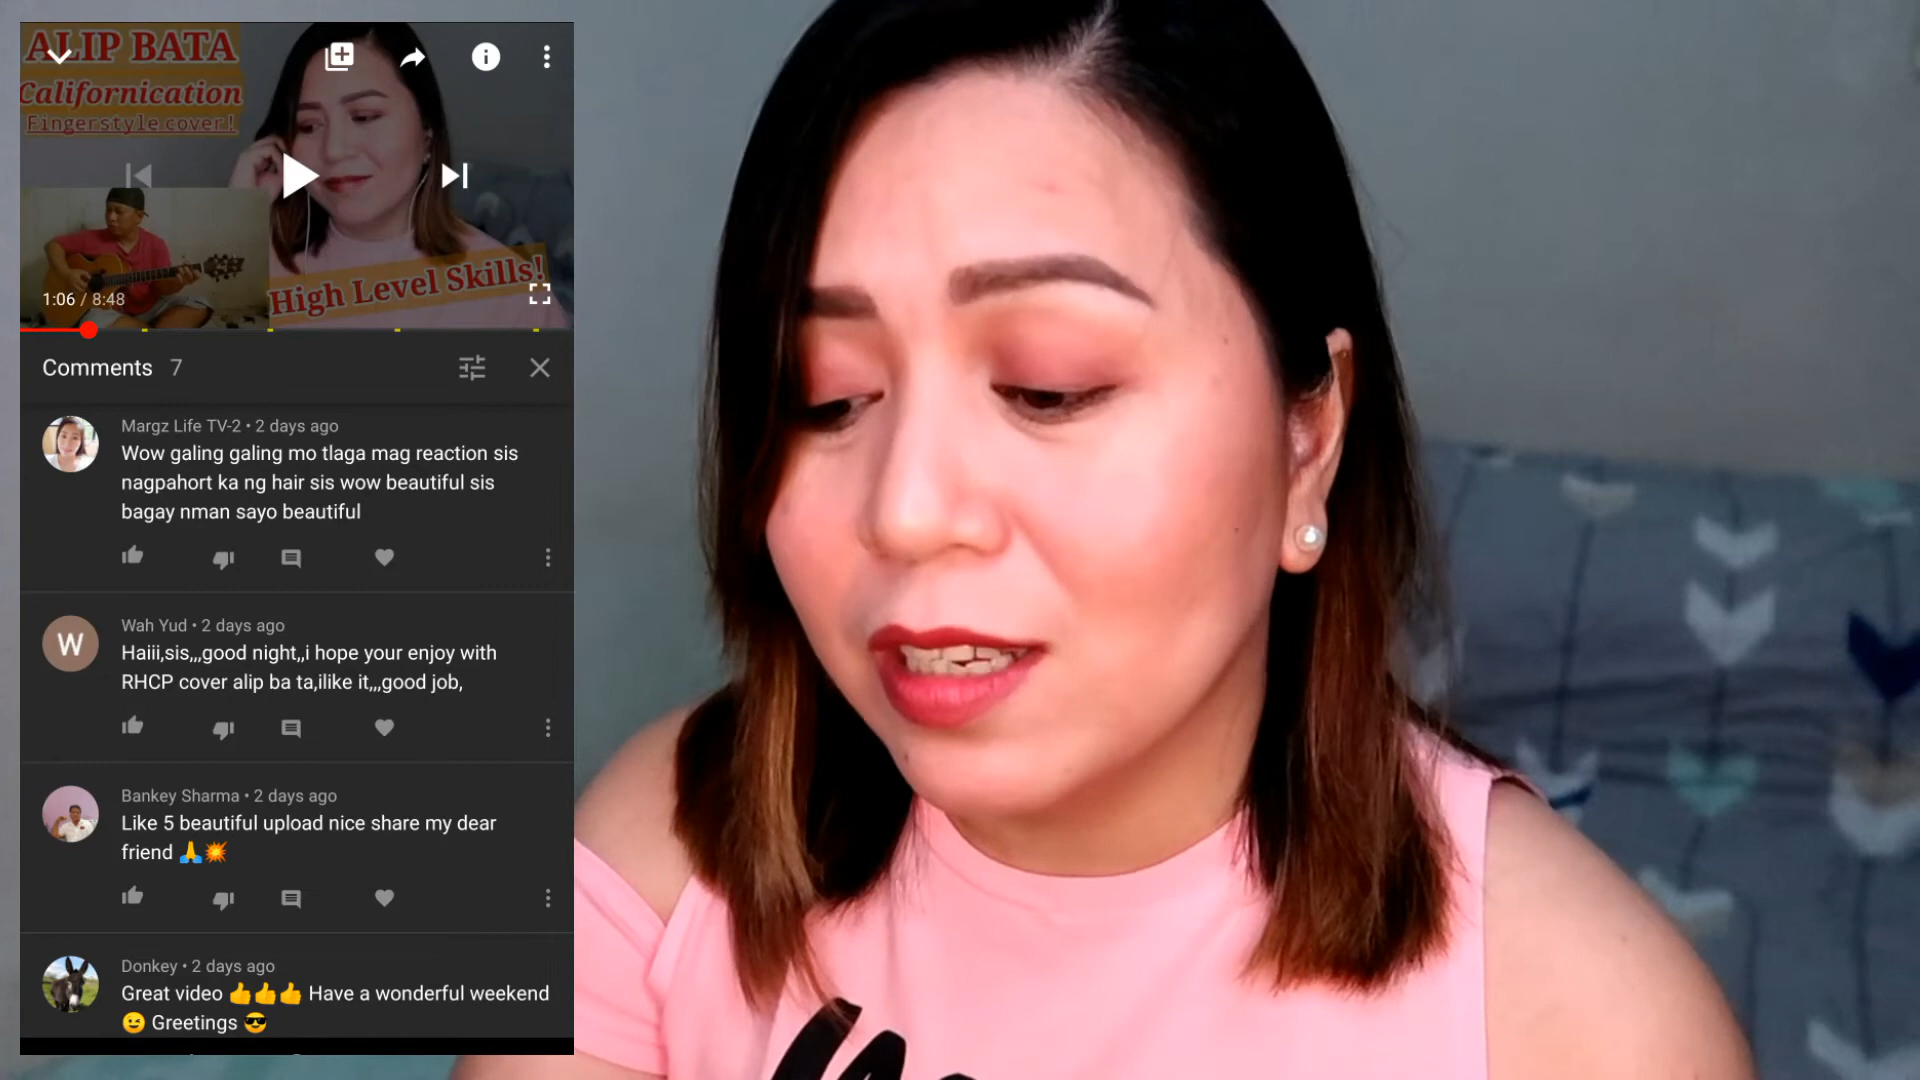 ALIP BATA
Californication
Fingerstyle cover!
High Level Skills!
1:06 / 8:48
Comments 7
Margz Life TV-2 • 2 days ago
Wow galing galing mo tlaga mag reaction sis
nagpahort ka ng hair sis wow beautiful sis
bagay nman sayo beautiful
W
Wah Yud • 2 days ago
Haiii,sis,,,good night,,i hope your enjoy with
RHCP cover alip ba ta,ilike it,,,good job,
Bankey Sharma • 2 days ago
Like 5 beautiful upload nice share my dear
friend 🙏💥
Donkey • 2 days ago
Great video 👍👍👍 Have a wonderful weekend
😉 Greetings 😎